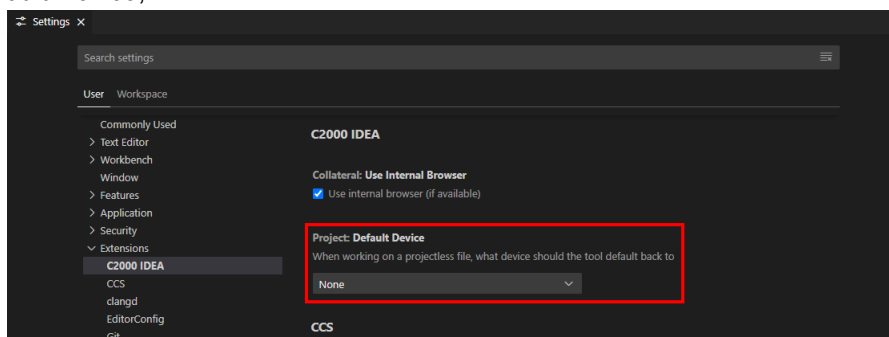 Settings
Search settings
User Workspace
Commonly Used
Text Editor
Workbench
Window
Features
Application
Security
Extensions
C2000 IDEA
CCS
clangd
EditorConfig
Git
C2000 IDEA
Collateral: Use Internal Browser
Use internal browser (if available)
Project: Default Device
When working on a projectless file, what device should the tool default back to
None
CCS